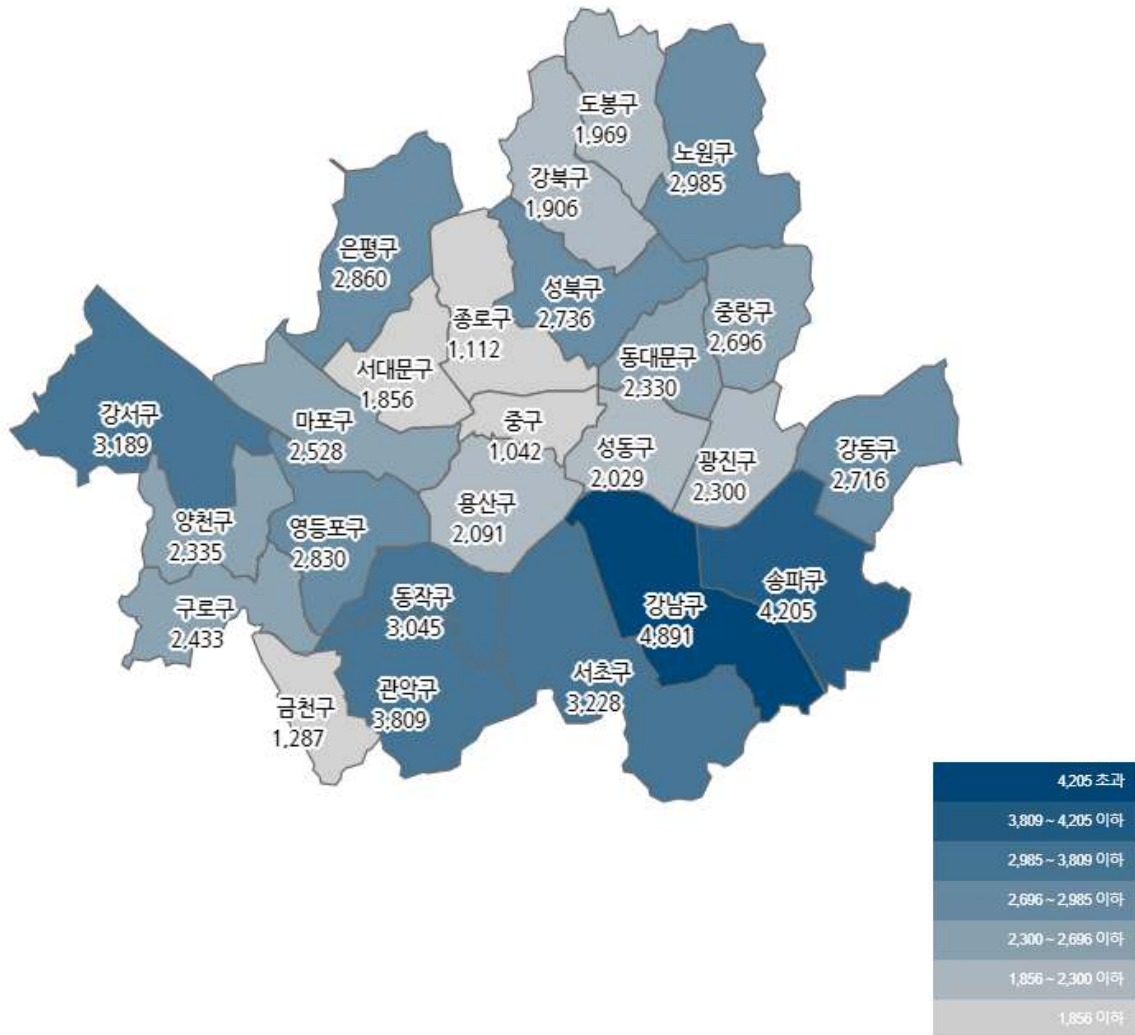 도봉구
1,969
노원구
2,985
강북구
1,906
은평구
2,860
성북구
2,736
종로구
1,112
중랑구
2,696
동대문구
2,330
서대문구
1,856
강서구
3,189
마포구
2,528
중구
1,042
성동구
2,029
광진구
2,300
강동구
2,716
용산구
2,091
양천구
2,335
영등포구
2,830
송파구
4,205
구로구
2,433
동작구
3,045
강남구
4,891
서초구
3,228
관악구
3,809
금천구
1,287
4,205 초과
3,809 ~ 4,205 이하
2,985 ~ 3,809 이하
2,696 ~ 2,985 이하
2,300 ~ 2,696 이하
1,856 ~ 2,300 이하
1,856 이하